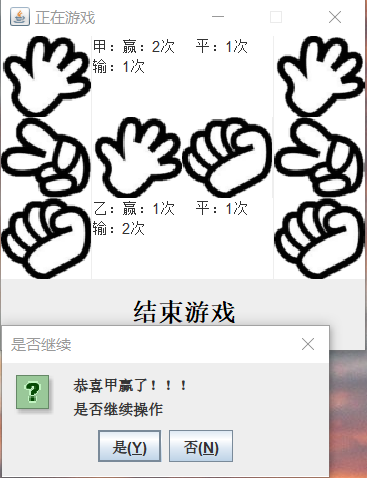 正在游戏
甲：赢：2次 平：1次
输：1次
乙：赢：1次 平：1次
输：2次
结束游戏
是否继续
恭喜甲赢了！！！
是否继续操作
是(Y) 否(N)